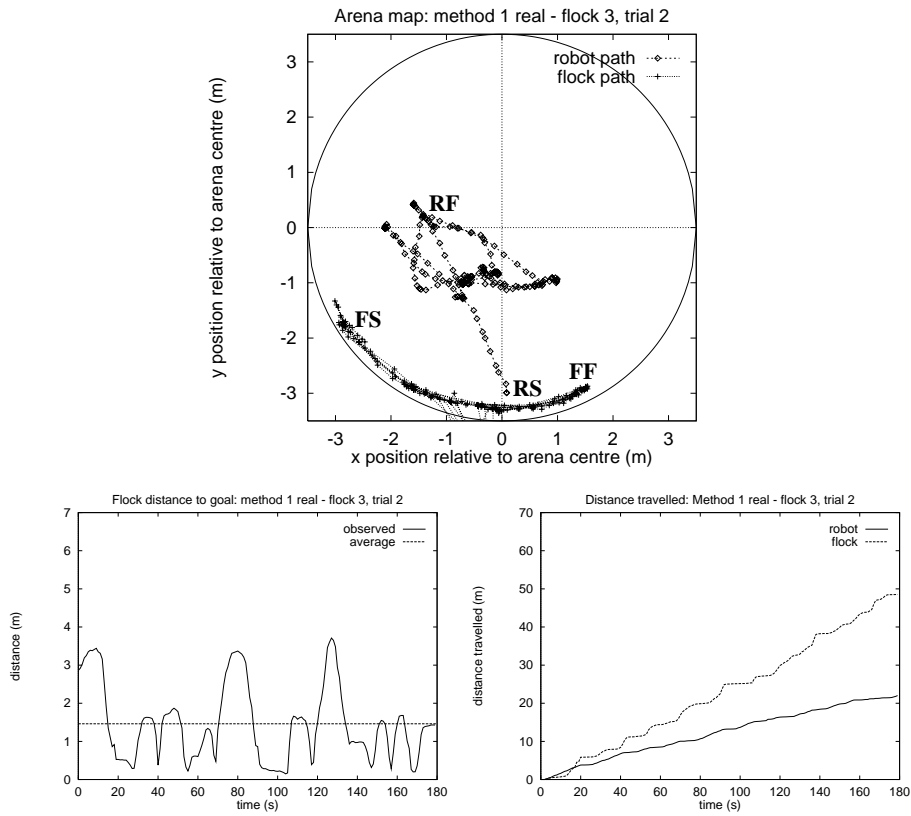 Arena map: method 1 real - flock 3, trial 2
robot path
flock path
y position relative to arena centre (m)
3
2
1
0
-1
-2
-3
RF
FS
RS
FF
-3 -2 -1 0 1 2 3
x position relative to arena centre (m)
Flock distance to goal: method 1 real - flock 3, trial 2
observed
average
distance (m)
7
6
5
4
3
2
1
0
0 20 40 60 80 100 120 140 160 180
time (s)
Distance travelled: Method 1 real - flock 3, trial 2
robot
flock
distance travelled (m)
70
60
50
40
30
20
10
0
0 20 40 60 80 100 120 140 160 180
time (s)